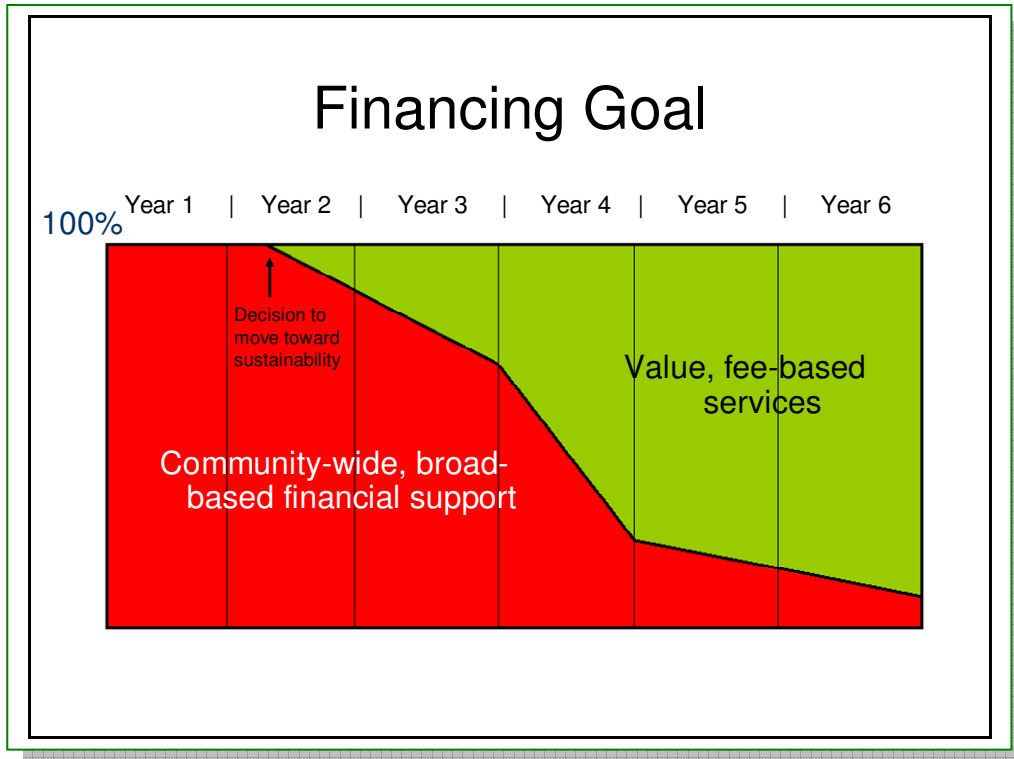 Financing Goal
Year 1 | Year 2 | Year 3 | Year 4 | Year 5 | Year 6
100%
Decision to
move toward
sustainability
Value, fee-based
services
Community-wide, broad-
based financial support